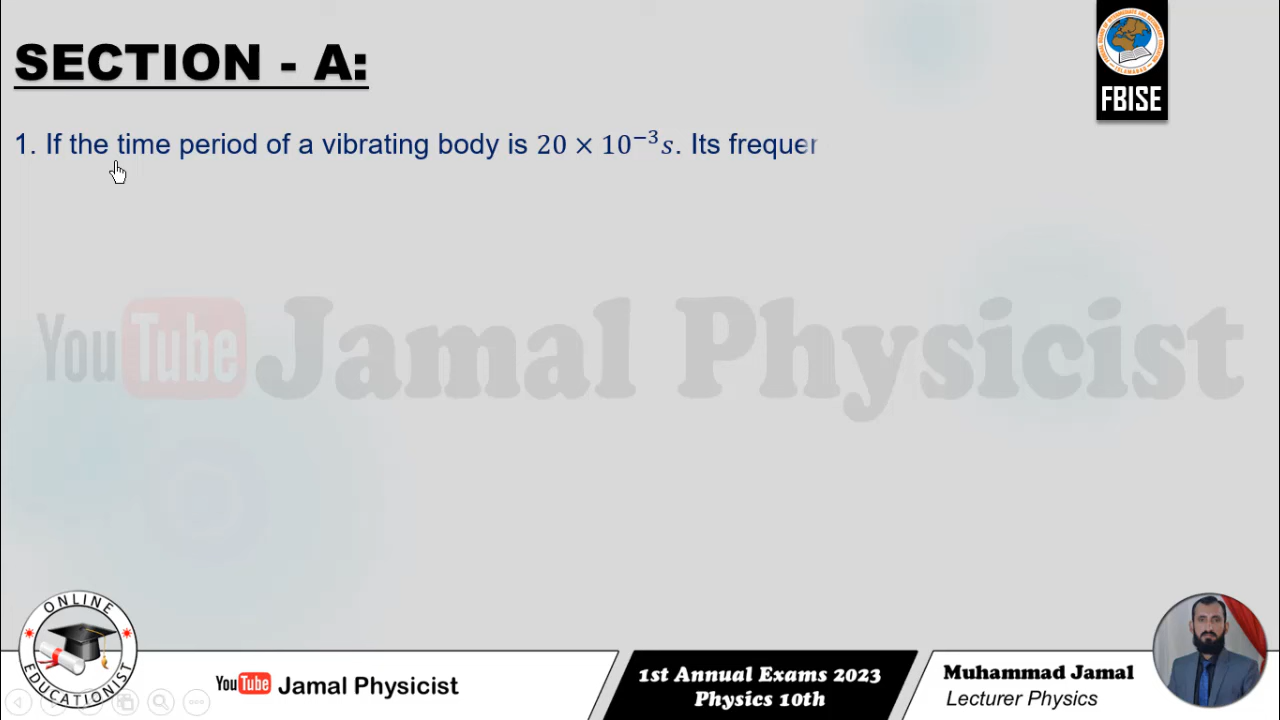 SECTION - A:
FBISE
1. If the time period of a vibrating body is 20 × 10⁻³s. Its frequer
YouTube Jamal Physicist
ONLINE
EDUCATIONIST
YouTube Jamal Physicist
1st Annual Exams 2023
Physics 10th
Muhammad Jamal
Lecturer Physics